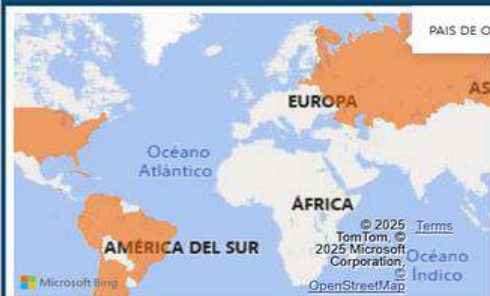 PAIS DE O
AS
EUROPA
Océano
Atlántico
ÁFRICA
© 2025 Terms
TomTom, ©
2025 Microsoft
Corporation,
©
OpenStreetMap
AMÉRICA DEL SUR
Océano
Índico
Microsoft Bing